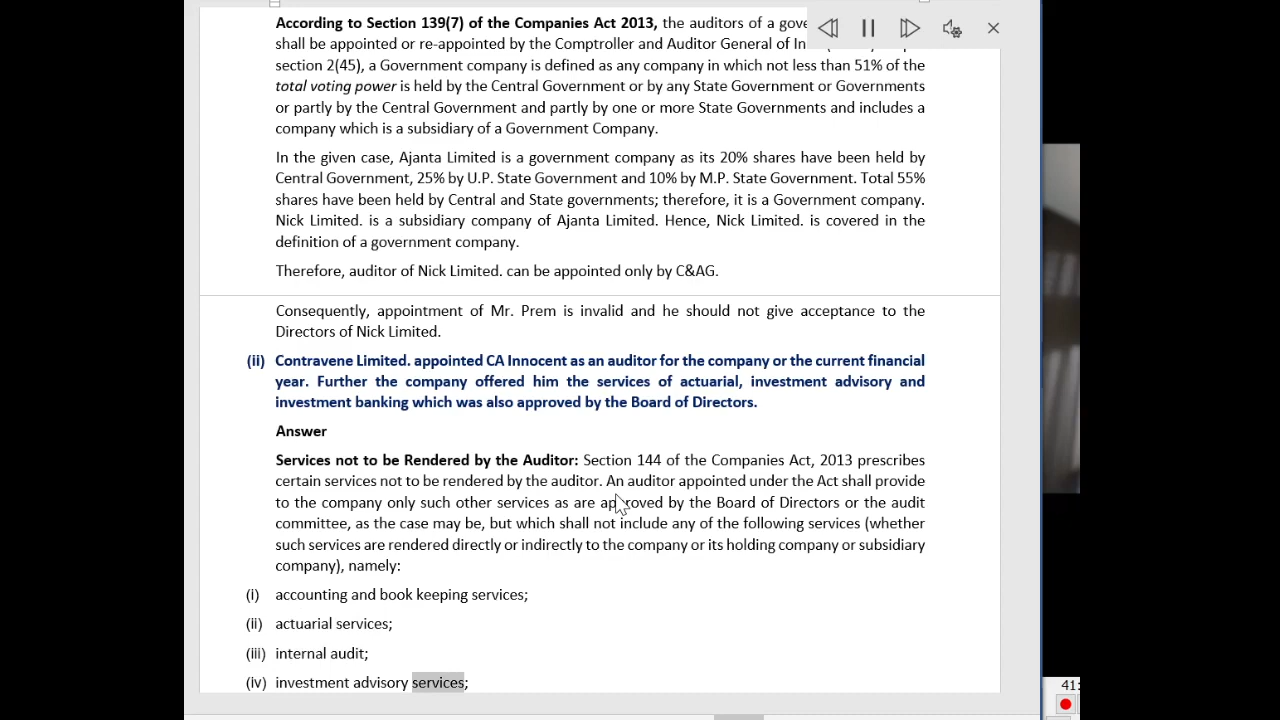 According to Section 139(7) of the Companies Act 2013, the auditors of a
shall be appointed or re-appointed by the Comptroller and Auditor General of
section 2(45), a Government company is defined as any company in which not less than 51% of the
total voting power is held by the Central Government or by any State Government or Governments
or partly by the Central Government and partly by one or more State Governments and includes a
company which is a subsidiary of a Government Company.
In the given case, Ajanta Limited is a government company as its 20% shares have been held by
Central Government, 25% by U.P. State Government and 10% by M.P. State Government. Total 55%
shares have been held by Central and State governments; therefore, it is a Government company.
Nick Limited. is a subsidiary company of Ajanta Limited. Hence, Nick Limited. is covered in the
definition of a government company.
Therefore, auditor of Nick Limited. can be appointed only by C&AG.
Consequently, appointment of Mr. Prem is invalid and he should not give acceptance to the
Directors of Nick Limited.
(ii) Contravene Limited. appointed CA Innocent as an auditor for the company or the current financial
year. Further the company offered him the services of actuarial, investment advisory and
investment banking which was also approved by the Board of Directors.
Answer
Services not to be Rendered by the Auditor: Section 144 of the Companies Act, 2013 prescribes
certain services not to be rendered by the auditor. An auditor appointed under the Act shall provide
to the company only such other services as are approved by the Board of Directors or the audit
committee, as the case may be, but which shall not include any of the following services (whether
such services are rendered directly or indirectly to the company or its holding company or subsidiary
company), namely:
(i) accounting and book keeping services;
(ii) actuarial services;
(iii) internal audit;
(iv) investment advisory services;
41: